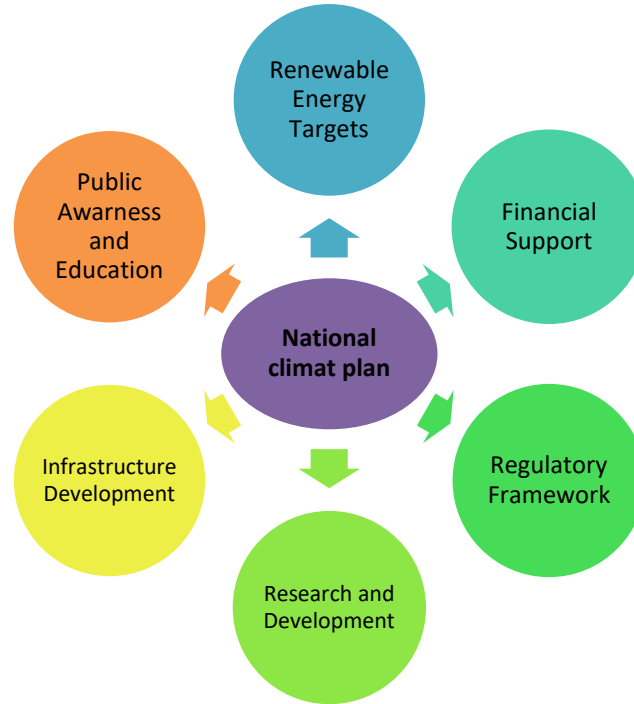 Renewable
Energy
Targets
Financial
Support
Regulatory
Framework
Research and
Development
Infrastructure
Development
Public
Awarness
and
Education
National
climat plan